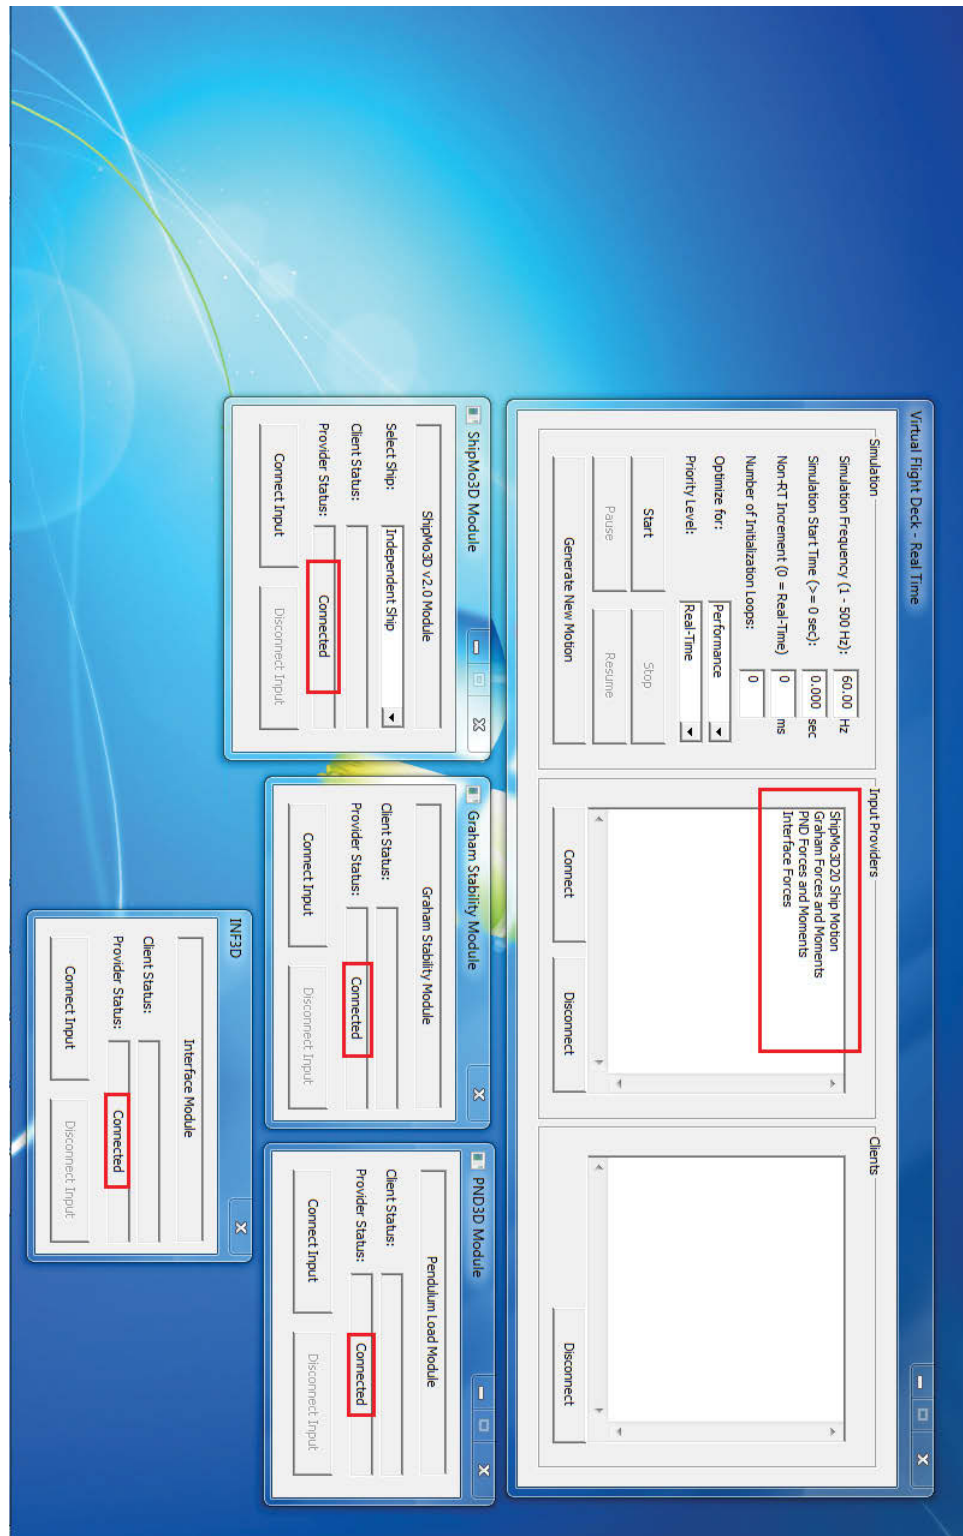 Virtual Flight Deck - Real Time
Simulation
Simulation Frequency (1 - 500 Hz): 60.00 Hz
Simulation Start Time (>= 0 sec): 0.000 sec
Non-RT Increment (0 = Real-Time) 0 ms
Number of Initialization Loops: 0
Optimize for: Performance
Priority Level: Real-Time
Start Stop
Pause Resume
Generate New Motion
Input Providers
ShipMo3D20 Ship Motion
Graham Forces and Moments
PND Forces and Moments
Interface Forces
Connect Disconnect
Clients
Disconnect
ShipMo3D Module
ShipMo3D v2.0 Module
Select Ship: Independent Ship
Client Status:
Provider Status: Connected
Connect Input Disconnect Input
Graham Stability Module
Graham Stability Module
Client Status:
Provider Status: Connected
Connect Input Disconnect Input
PND3D Module
Pendulum Load Module
Client Status:
Provider Status: Connected
Connect Input Disconnect Input
INF3D
Interface Module
Client Status:
Provider Status: Connected
Connect Input Disconnect Input